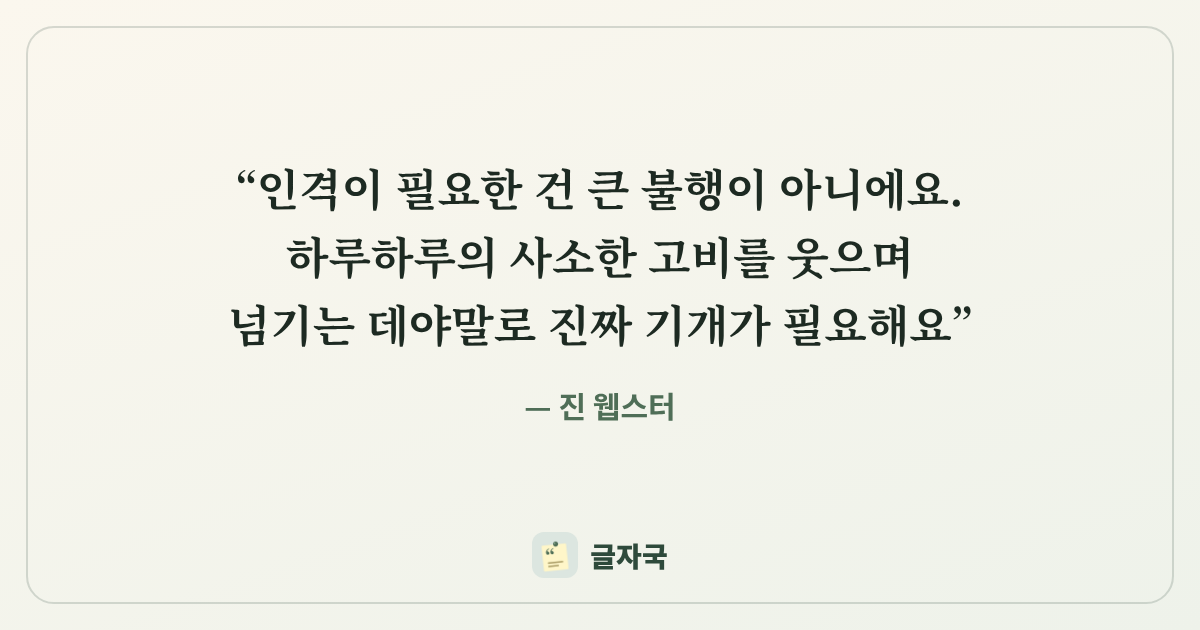 “인격이 필요한 건 큰 불행이 아니에요.
하루하루의 사소한 고비를 웃으며
넘기는 데야말로 진짜 기개가 필요해요”
— 진 웹스터
글자국